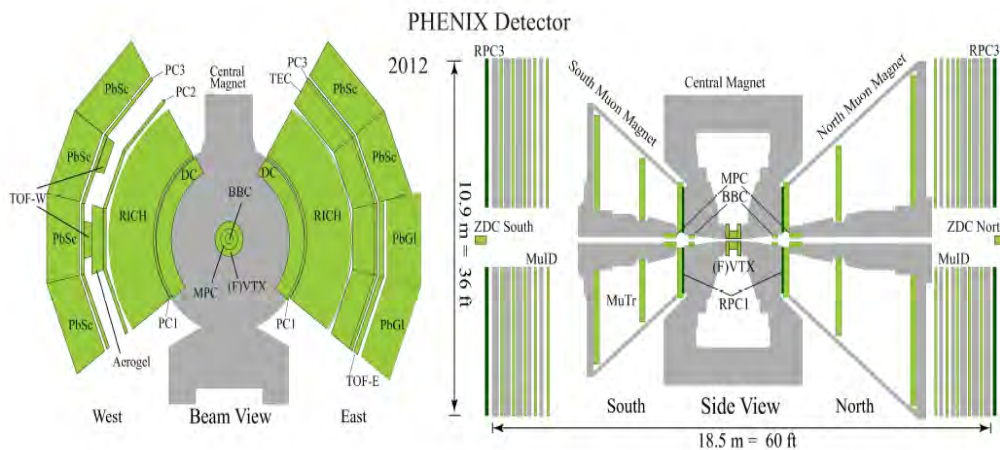 PHENIX Detector
2012
PC3
PbSc
PC2
Central
Magnet
PC3
TEC
PbSc
PbSc
TOF-W
PbSc
RICH
DC
BBC
DC
RICH
PbSc
PbGl
PbSc
MPC
(F)VTX
PC1
PC1
PbGl
Aerogel
TOF-E
West
Beam View
East
10.9 m = 36 ft
RPC3
South Muon Magnet
Central Magnet
North Muon Magnet
RPC3
MPC
BBC
ZDC South
ZDC Nort
MuID
(F)VTX
MuID
MuTr
RPC1
South
Side View
North
18.5 m = 60 ft